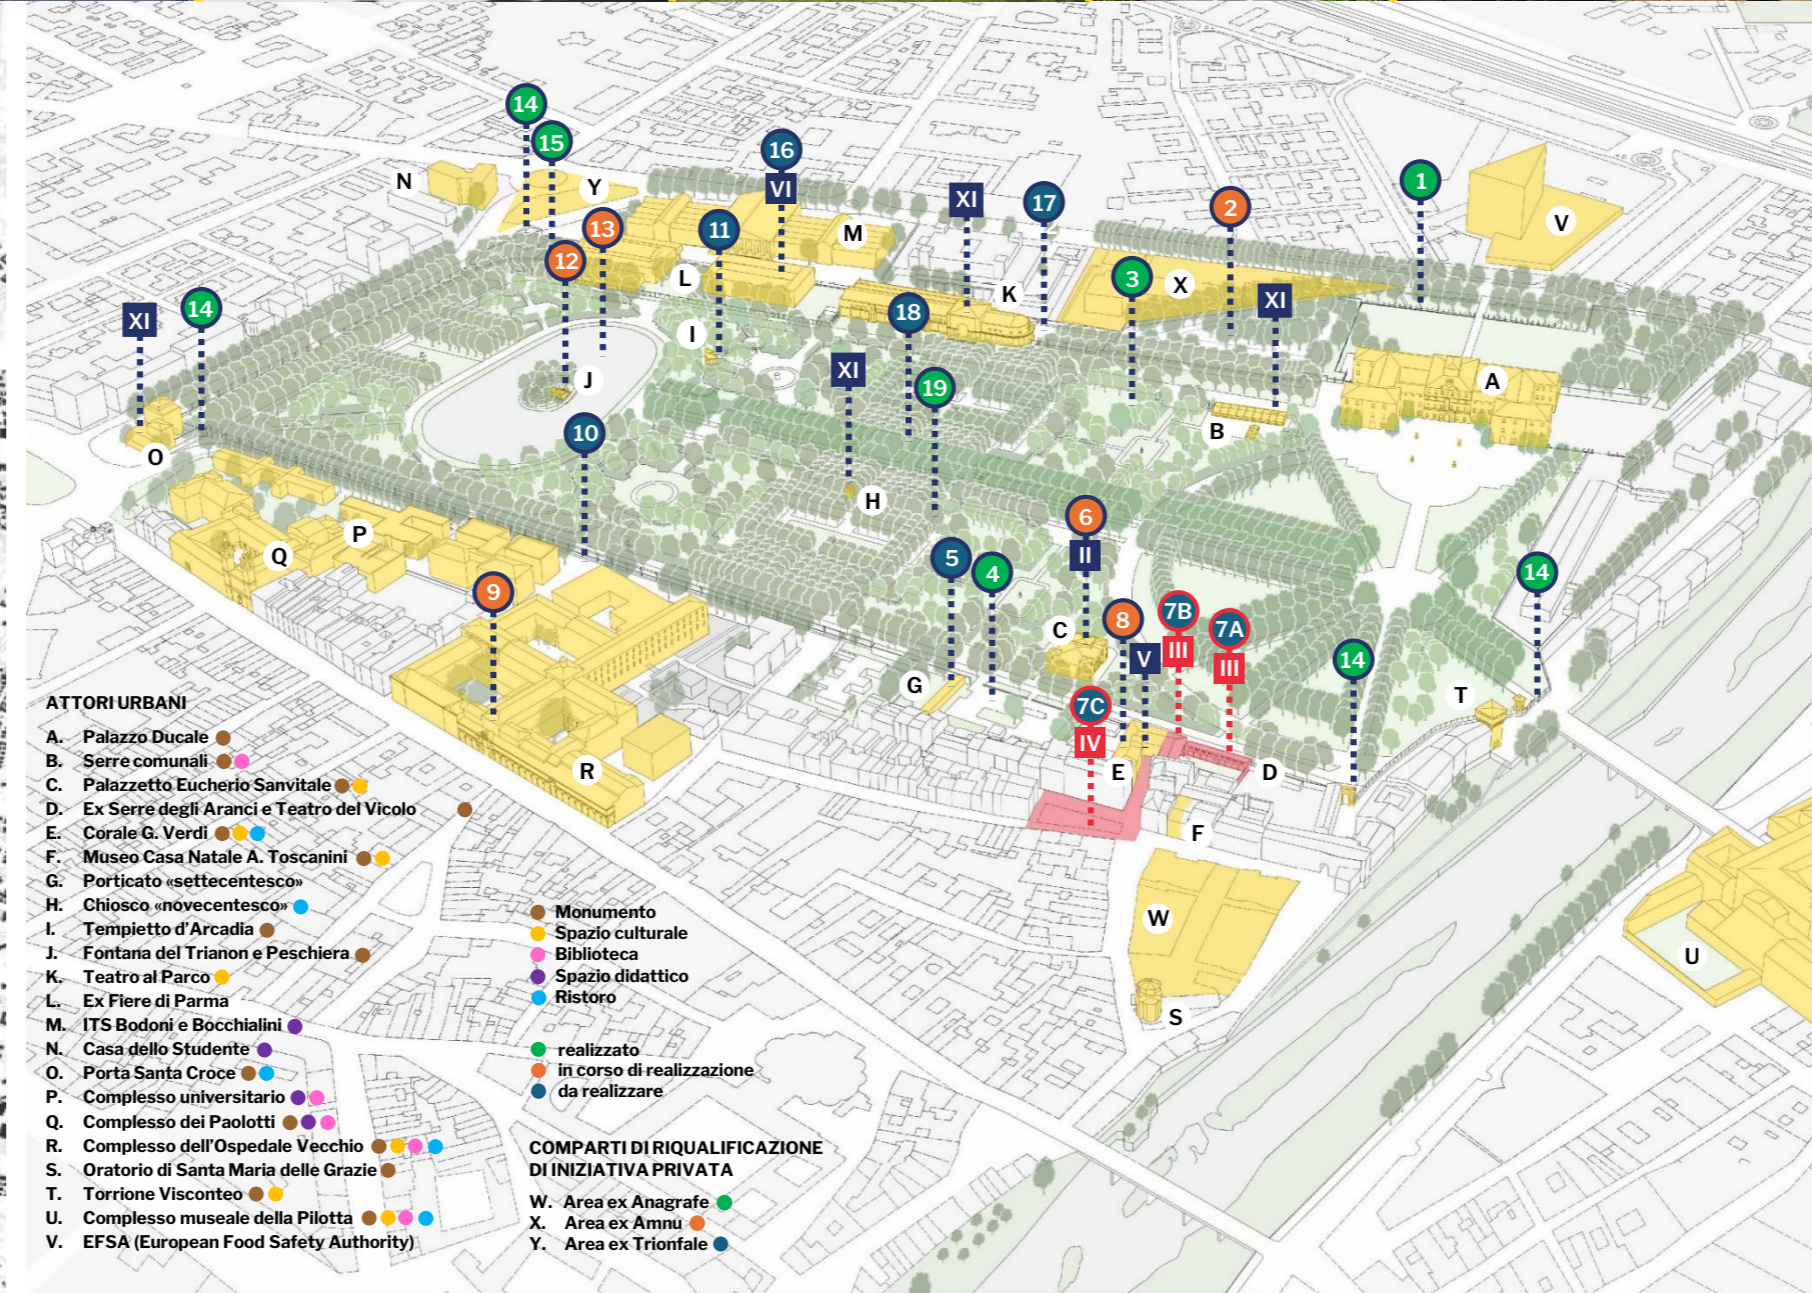 14
15
16
VI
N
Y
13
12
11
M
L
XI
17
2
1
V
3
X
XI
K
18
I
XI
14
O
J
XI
19
10
B
A
H
P
Q
9
6
II
5
4
14
C
8
V
7B
III
7A
III
14
G
7C
IV
T
R
E
D
F
W
S
U
ATTORI URBANI
A. Palazzo Ducale
B. Serre comunali
C. Palazzetto Eucherio Sanvitale
D. Ex Serre degli Aranci e Teatro del Vicolo
E. Corale G. Verdi
F. Museo Casa Natale A. Toscanini
G. Porticato «settecentesco»
H. Chiosco «novecentesco»
I. Tempietto d'Arcadia
J. Fontana del Trianon e Peschiera
K. Teatro al Parco
L. Ex Fiere di Parma
M. ITS Bodoni e Bocchialini
N. Casa dello Studente
O. Porta Santa Croce
P. Complesso universitario
Q. Complesso dei Paolotti
R. Complesso dell'Ospedale Vecchio
S. Oratorio di Santa Maria delle Grazie
T. Torrione Visconteo
U. Complesso museale della Pilotta
V. EFSA (European Food Safety Authority)
Monumento
Spazio culturale
Biblioteca
Spazio didattico
Ristoro
realizzato
in corso di realizzazione
da realizzare
COMPARTI DI RIQUALIFICAZIONE
DI INIZIATIVA PRIVATA
W. Area ex Anagrafe
X. Area ex Amnu
Y. Area ex Trionfale